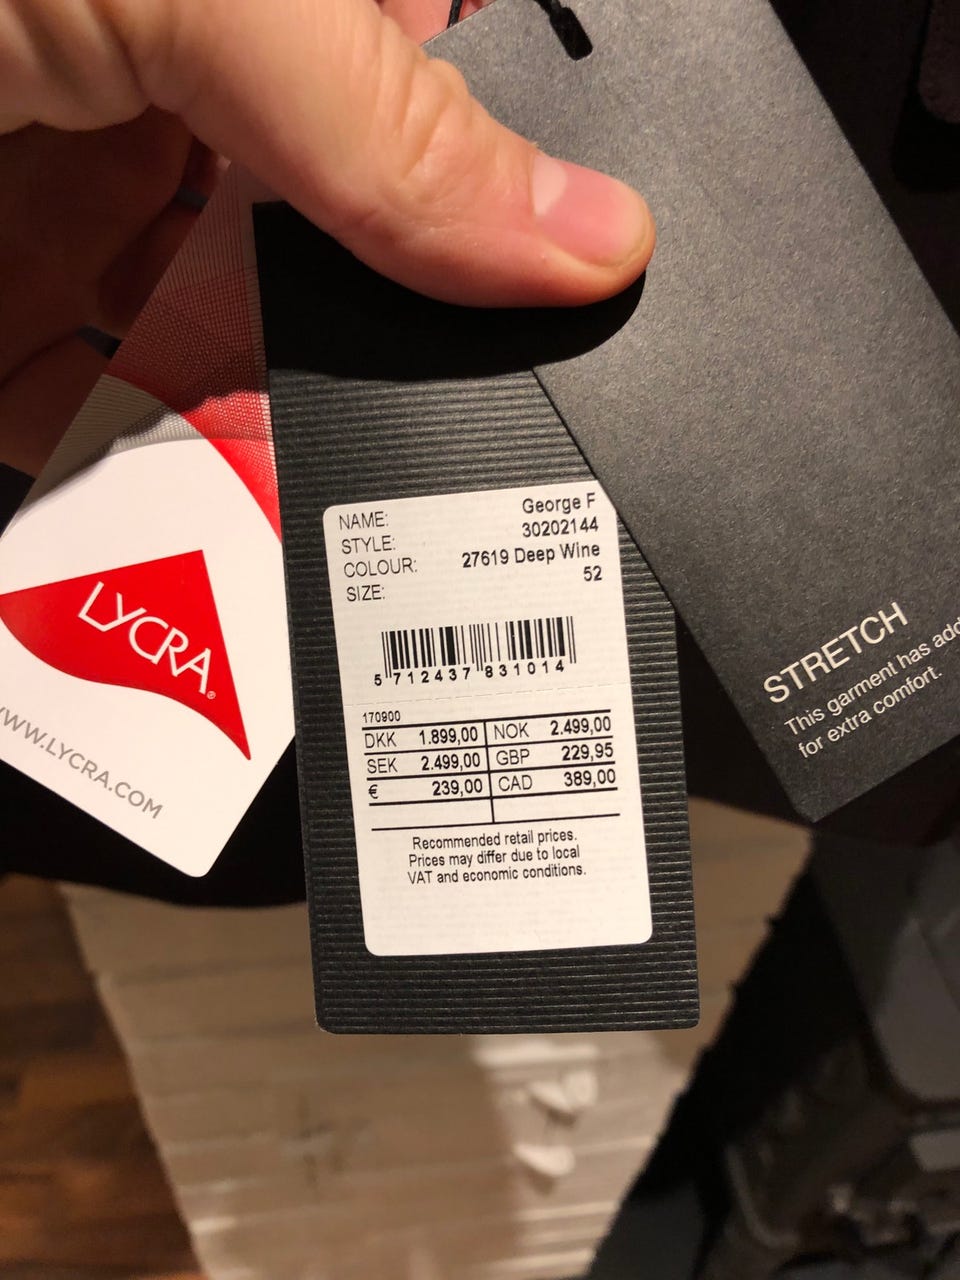 NAME: George F
STYLE: 30202144
COLOUR: 27619 Deep Wine
SIZE: 52
5 712437 831014
170900
DKK 1.899,00 NOK 2.499,00
SEK 2.499,00 GBP 229,95
€ 239,00 CAD 389,00
Recommended retail prices.
Prices may differ due to local
VAT and economic conditions.
LYCRA®
WWW.LYCRA.COM
STRETCH
This garment has
for extra comfort.